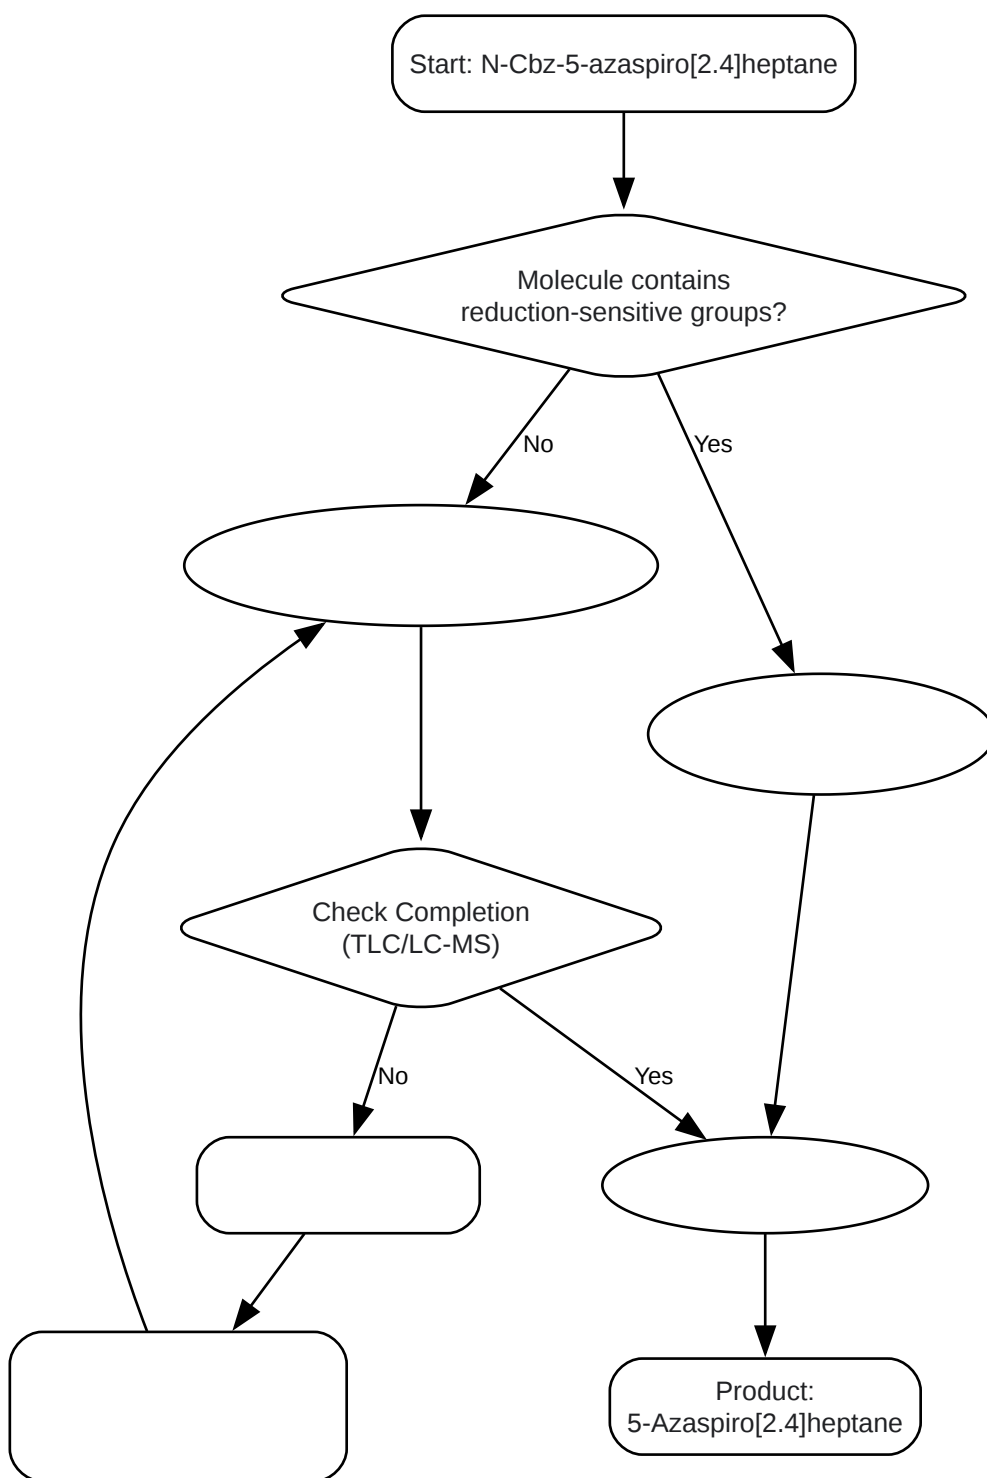 Start: N-Cbz-5-azaspiro[2.4]heptane
Molecule contains
reduction-sensitive groups?
No
Yes
Check Completion
(TLC/LC-MS)
No
Yes
Product:
5-Azaspiro[2.4]heptane